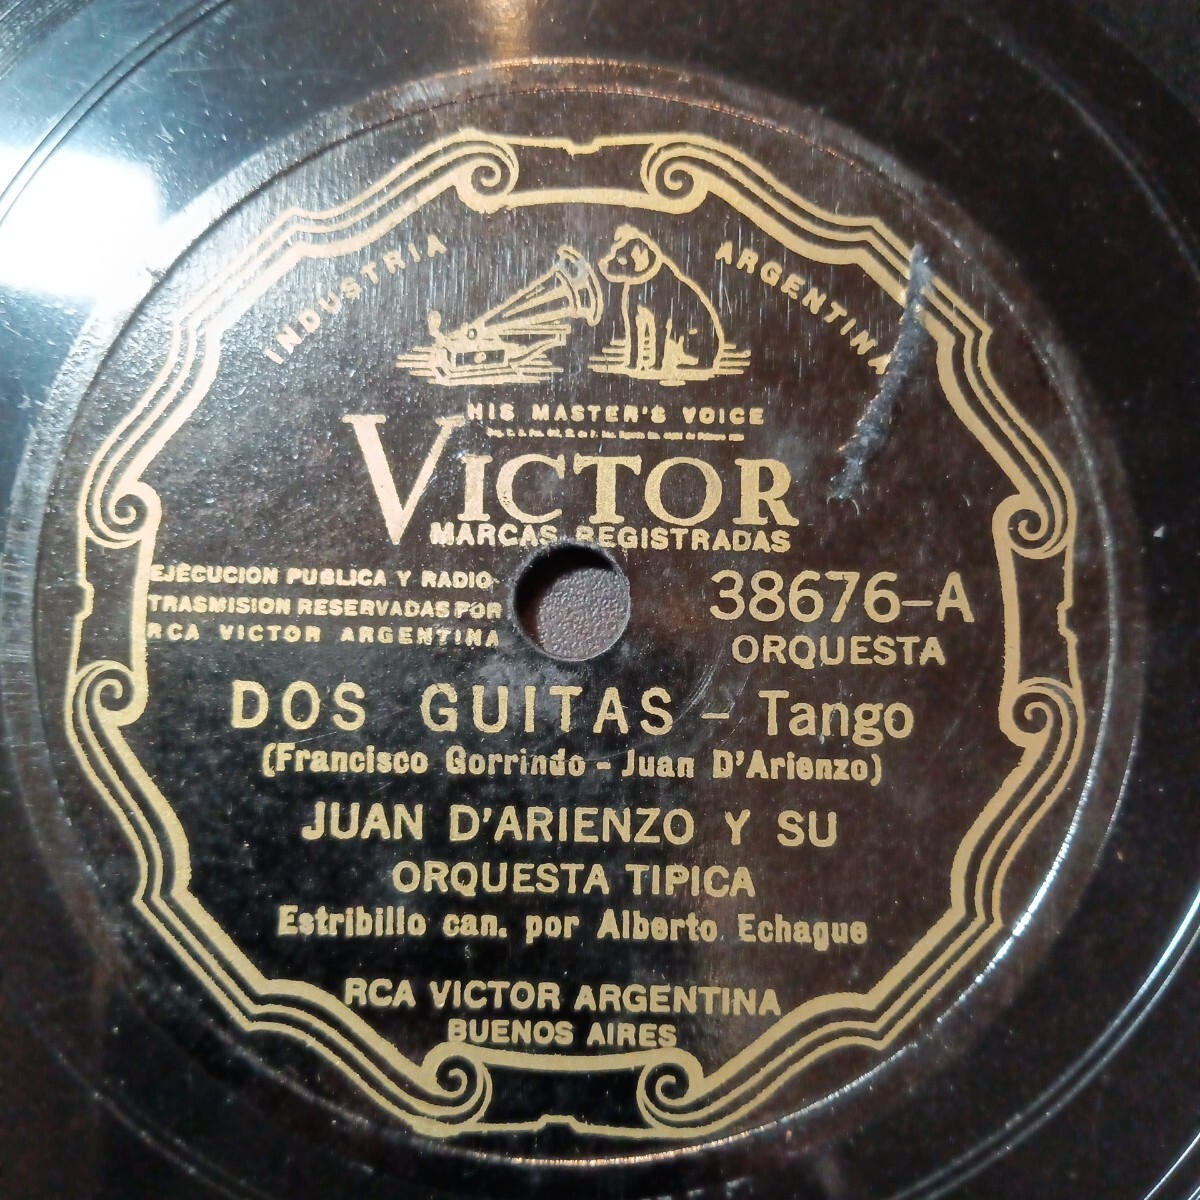 INDUSTRIA ARGENTINA
HIS MASTER'S VOICE
VICTOR
MARCAS REGISTRADAS
EJECUCION PUBLICA Y RADIO-
TRASMISION RESERVADAS POR
RCA VICTOR ARGENTINA
38676-A
ORQUESTA
DOS GUITAS - Tango
(Francisco Gorrindo - Juan D'Arienzo)
JUAN D'ARIENZO Y SU
ORQUESTA TIPICA
Estribillo can. por Alberto Echague
RCA VICTOR ARGENTINA
BUENOS AIRES